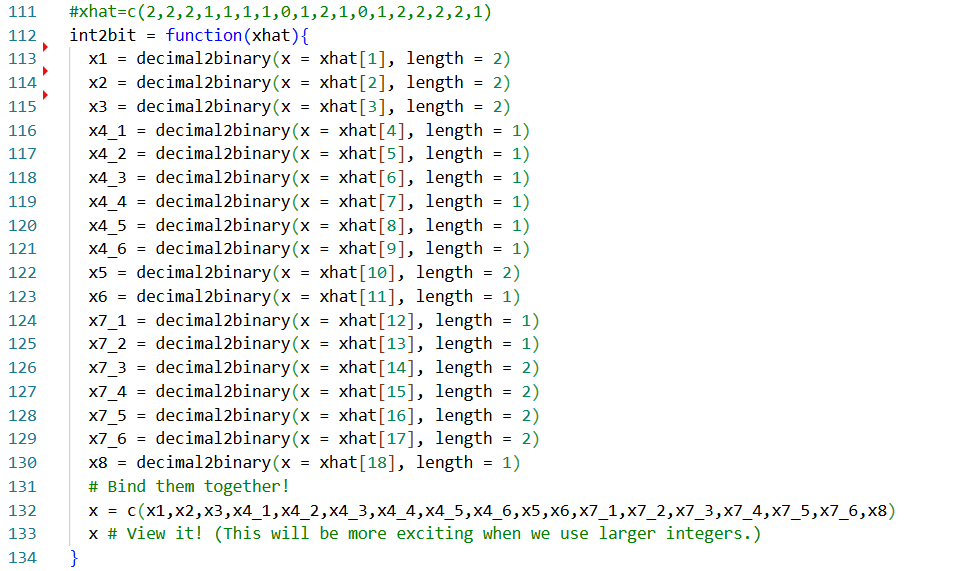 111 #xhat=c(2,2,2,1,1,1,1,0,1,2,1,0,1,2,2,2,2,1)
112 int2bit = function(xhat){
113 x1 = decimal2binary(x = xhat[1], length = 2)
114 x2 = decimal2binary(x = xhat[2], length = 2)
115 x3 = decimal2binary(x = xhat[3], length = 2)
116 x4_1 = decimal2binary(x = xhat[4], length = 1)
117 x4_2 = decimal2binary(x = xhat[5], length = 1)
118 x4_3 = decimal2binary(x = xhat[6], length = 1)
119 x4_4 = decimal2binary(x = xhat[7], length = 1)
120 x4_5 = decimal2binary(x = xhat[8], length = 1)
121 x4_6 = decimal2binary(x = xhat[9], length = 1)
122 x5 = decimal2binary(x = xhat[10], length = 2)
123 x6 = decimal2binary(x = xhat[11], length = 1)
124 x7_1 = decimal2binary(x = xhat[12], length = 1)
125 x7_2 = decimal2binary(x = xhat[13], length = 1)
126 x7_3 = decimal2binary(x = xhat[14], length = 2)
127 x7_4 = decimal2binary(x = xhat[15], length = 2)
128 x7_5 = decimal2binary(x = xhat[16], length = 2)
129 x7_6 = decimal2binary(x = xhat[17], length = 2)
130 x8 = decimal2binary(x = xhat[18], length = 1)
131 # Bind them together!
132 x = c(x1,x2,x3,x4_1,x4_2,x4_3,x4_4,x4_5,x4_6,x5,x6,x7_1,x7_2,x7_3,x7_4,x7_5,x7_6,x8)
133 x # View it! (This will be more exciting when we use larger integers.)
134 }